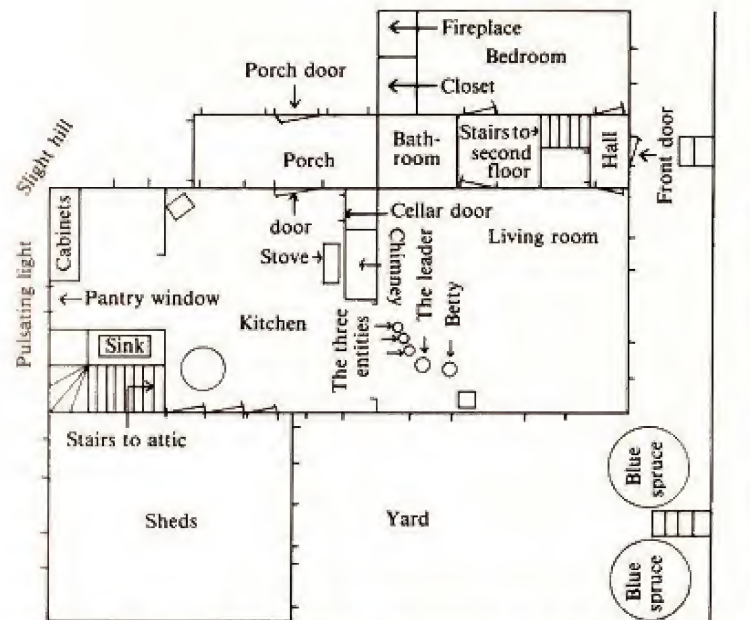 Fireplace
Bedroom
Porch door
Closet
Slight hill
Bath-
room
Stairs to
second
floor
Hall
Front door
Porch
Cabinets
door
Cellar door
Living room
Stove
Chimney
The leader
Betty
Pulsating light
Pantry window
Kitchen
The three
entities
Sink
Stairs to attic
Sheds
Yard
Blue
spruce
Blue
spruce